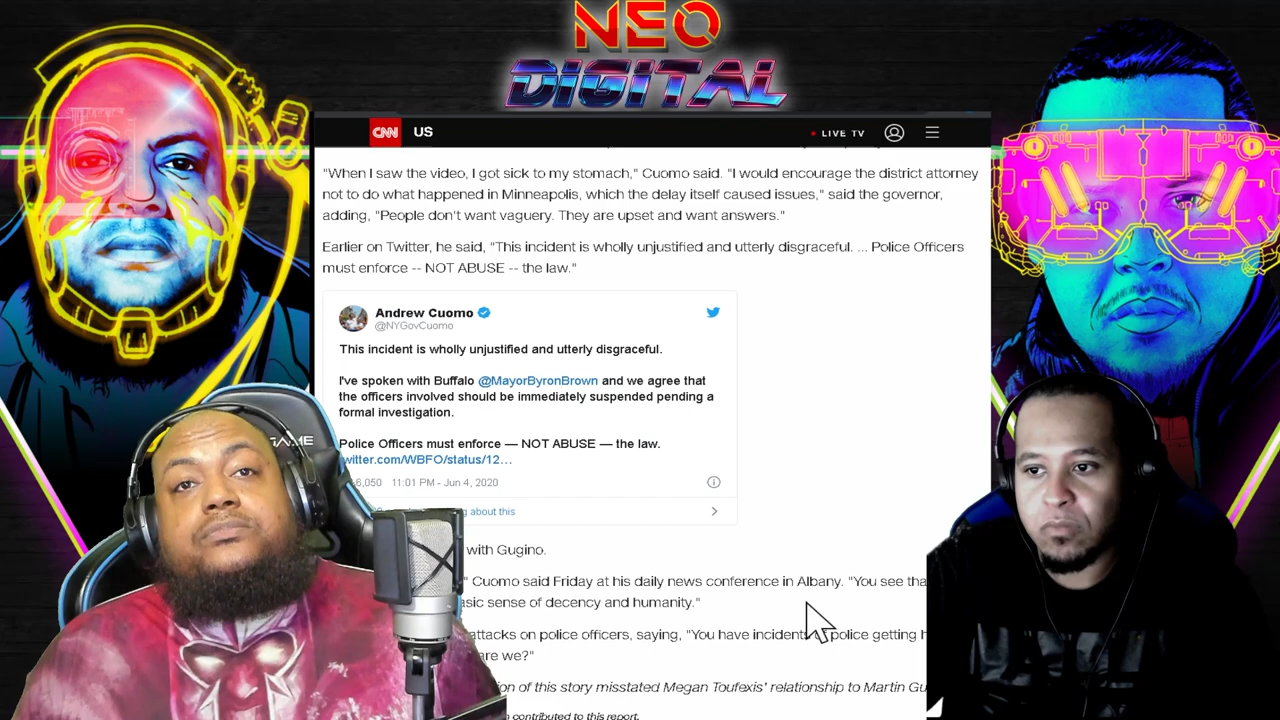 NEO
DIGITAL
CNN US LIVE TV
"When I saw the video, I got sick to my stomach," Cuomo said. "I would encourage the district attorney
not to do what happened in Minneapolis, which the delay itself caused issues," said the governor,
adding, "People don't want vaguery. They are upset and want answers."
Earlier on Twitter, he said, "This incident is wholly unjustified and utterly disgraceful. ... Police Officers
must enforce -- NOT ABUSE -- the law."
Andrew Cuomo
@NYGovCuomo
This incident is wholly unjustified and utterly disgraceful.
I've spoken with Buffalo @MayorByronBrown and we agree that
the officers involved should be immediately suspended pending a
formal investigation.
Police Officers must enforce — NOT ABUSE — the law.
witter.com/WBFO/status/12...
6,050 11:01 PM - Jun 4, 2020
about this
with Gugino.
" Cuomo said Friday at his daily news conference in Albany. "You see
sense of decency and humanity."
attacks on police officers, saying, "You have incidents police getting
are we?"
of this story misstated Megan Toufexis' relationship to Martin
contributed to this report.